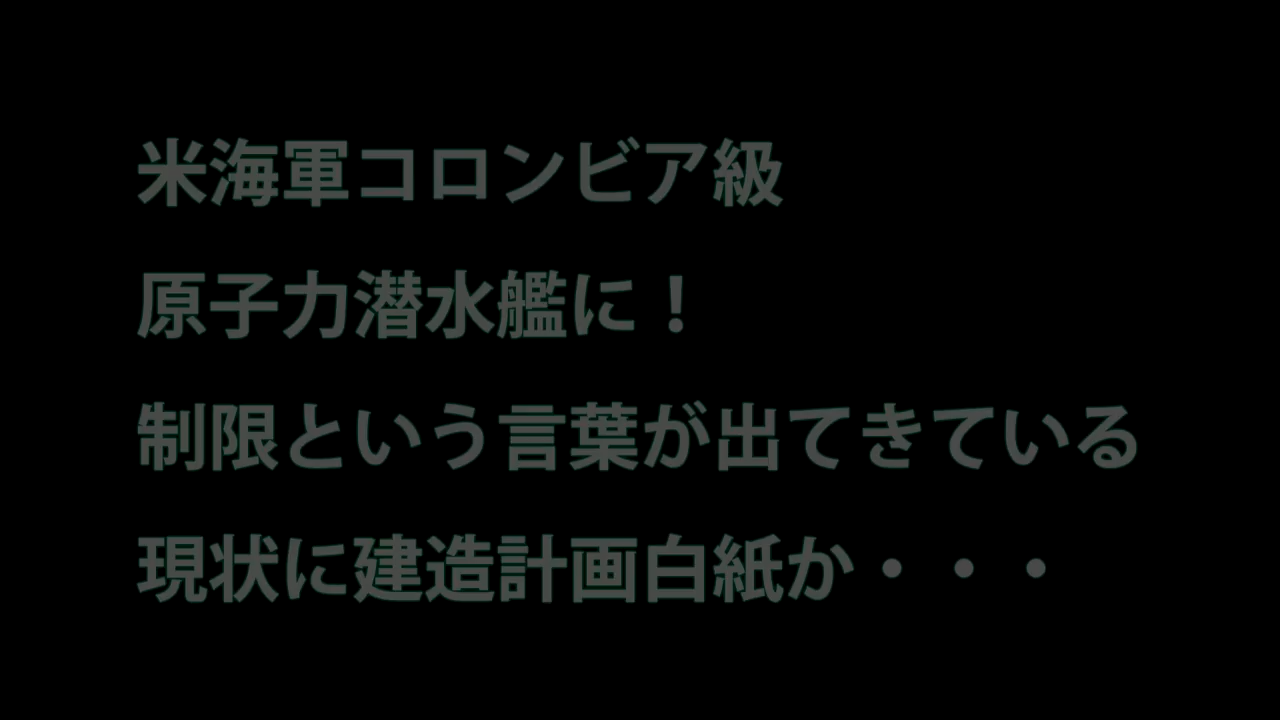 米海軍コロンビア級
原子力潜水艦に！
制限という言葉が出てきている
現状に建造計画白紙か・・・